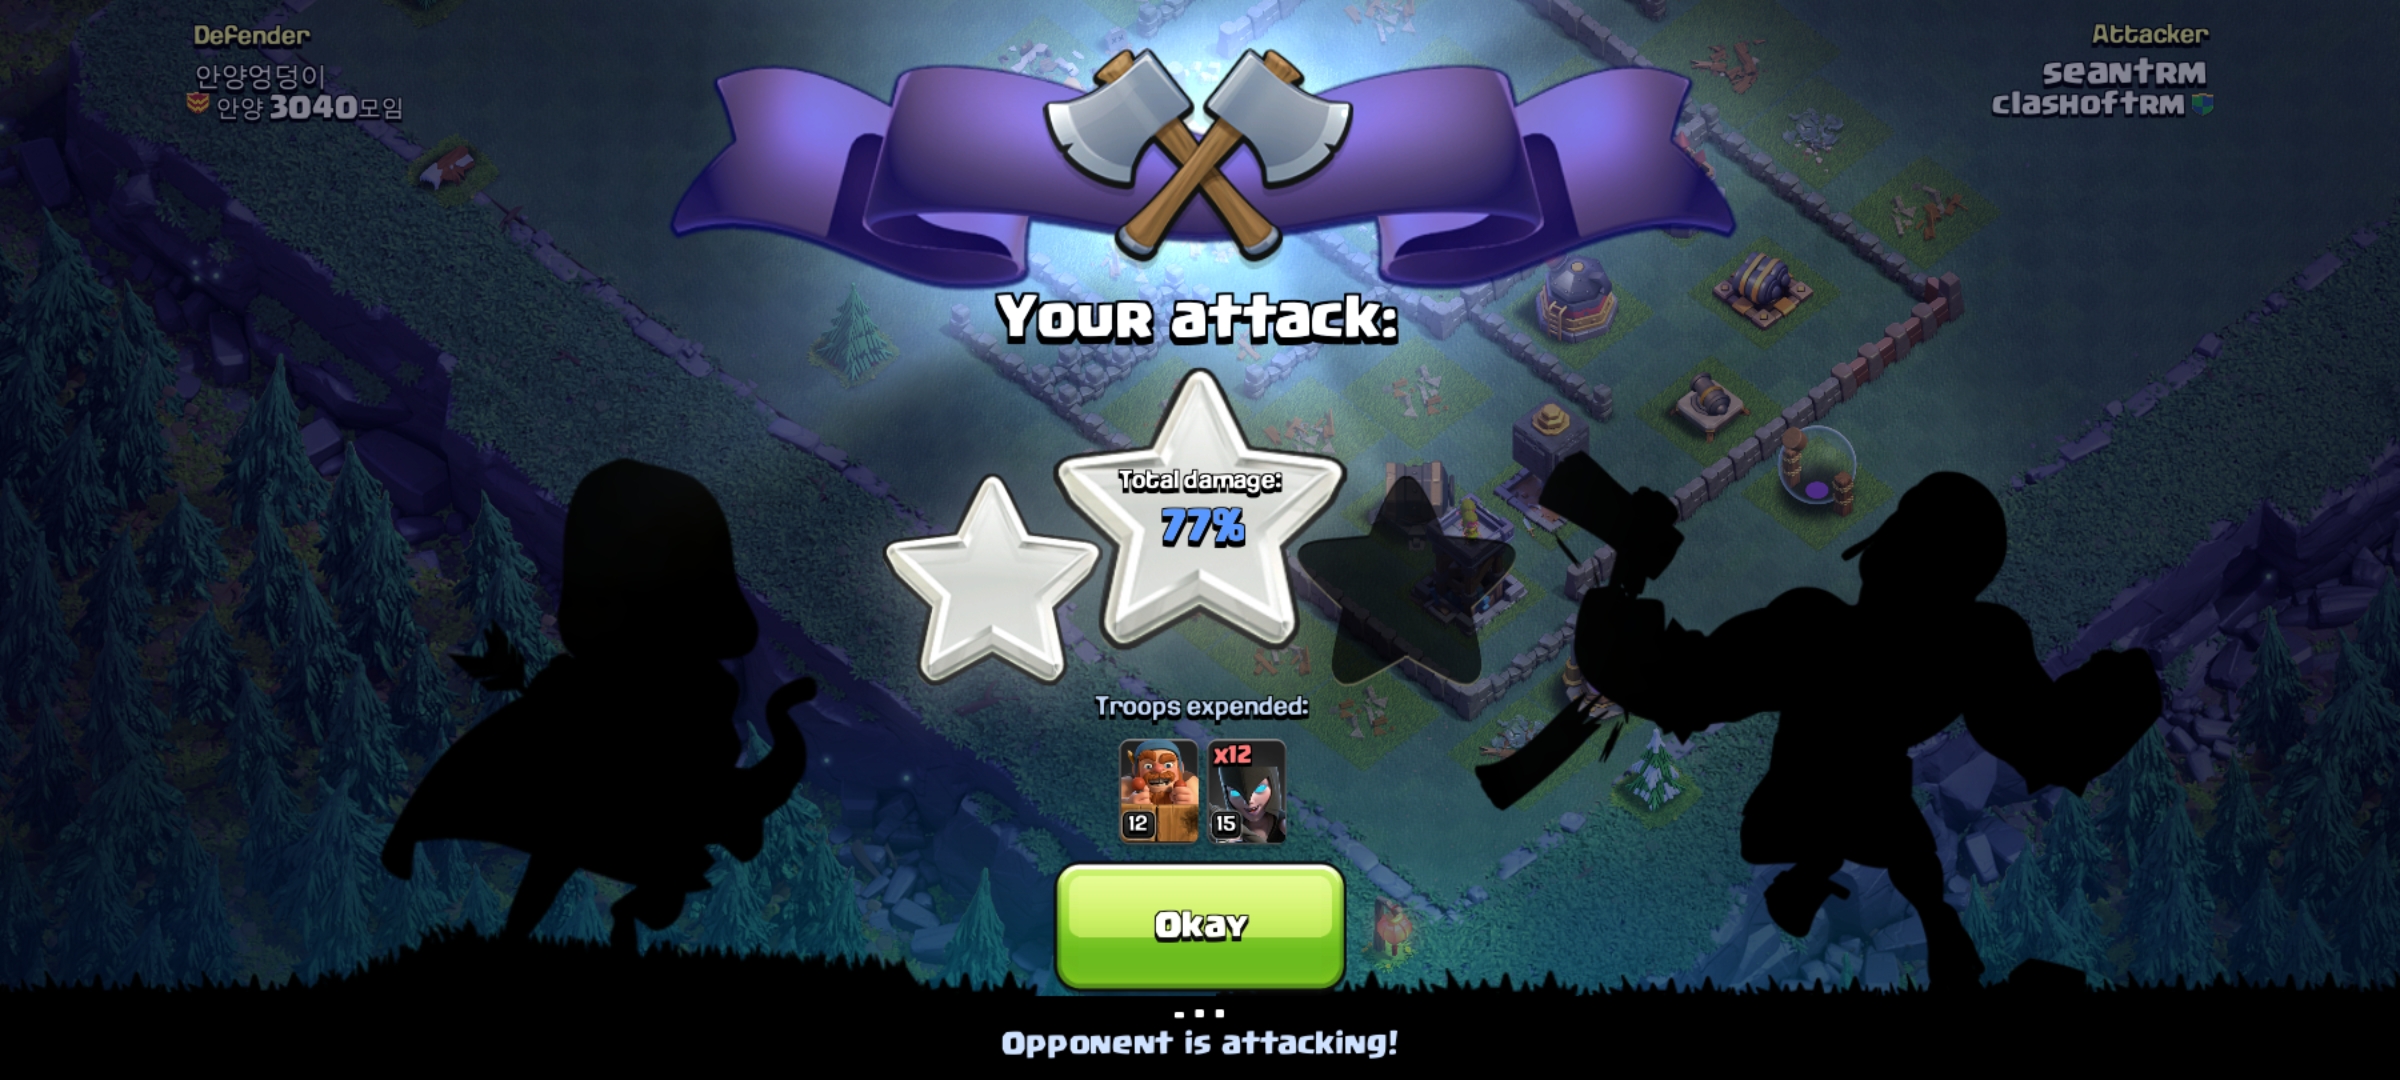 Defender
안양엉덩이
안양 3040모임
Attacker
seantRM
clashoftRM
Your attack:
Total damage:
77%
Troops expended:
x12
12
15
Okay
...
Opponent is attacking!